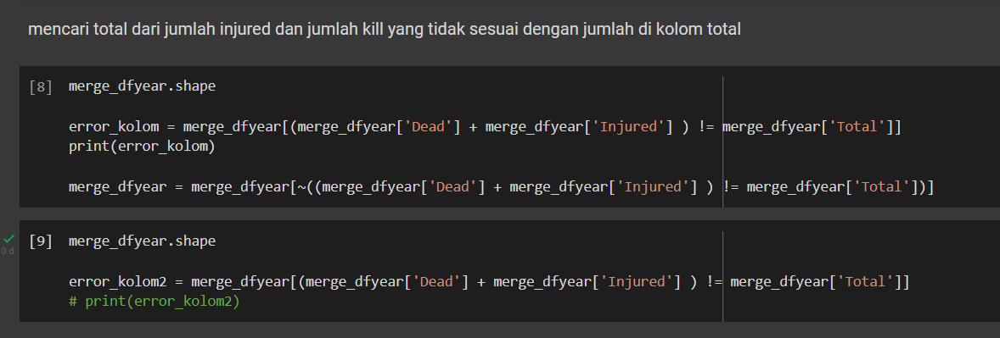 mencari total dari jumlah injured dan jumlah kill yang tidak sesuai dengan jumlah di kolom total
[8] merge_dfyear.shape
error_kolom = merge_dfyear[(merge_dfyear['Dead'] + merge_dfyear['Injured'] ) != merge_dfyear['Total']]
print(error_kolom)
merge_dfyear = merge_dfyear[~((merge_dfyear['Dead'] + merge_dfyear['Injured'] ) != merge_dfyear['Total'])]
[9] merge_dfyear.shape
0 d
error_kolom2 = merge_dfyear[(merge_dfyear['Dead'] + merge_dfyear['Injured'] ) != merge_dfyear['Total']]
# print(error_kolom2)